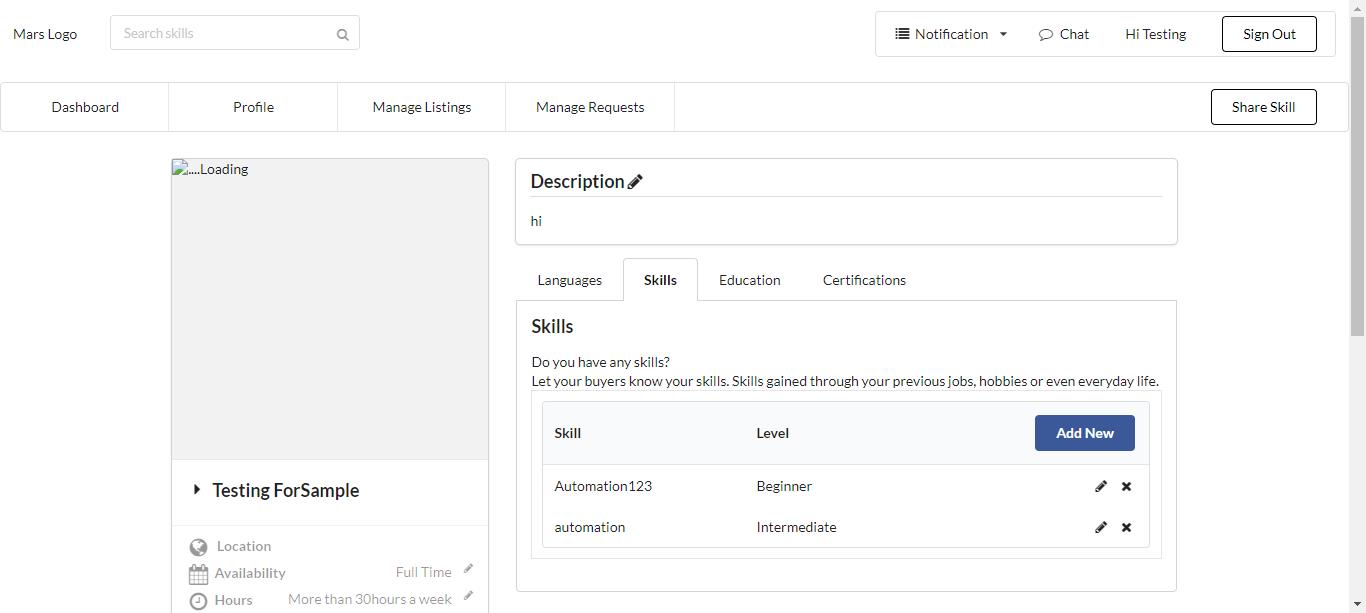 Mars Logo
Search skills
Notification
Chat
Hi Testing
Sign Out
Dashboard
Profile
Manage Listings
Manage Requests
Share Skill
....Loading
Testing ForSample
Location
Availability Full Time
Hours More than 30hours a week
Description
hi
Languages
Skills
Education
Certifications
Skills
Do you have any skills?
Let your buyers know your skills. Skills gained through your previous jobs, hobbies or even everyday life.
Skill Level Add New
Automation123 Beginner
automation Intermediate